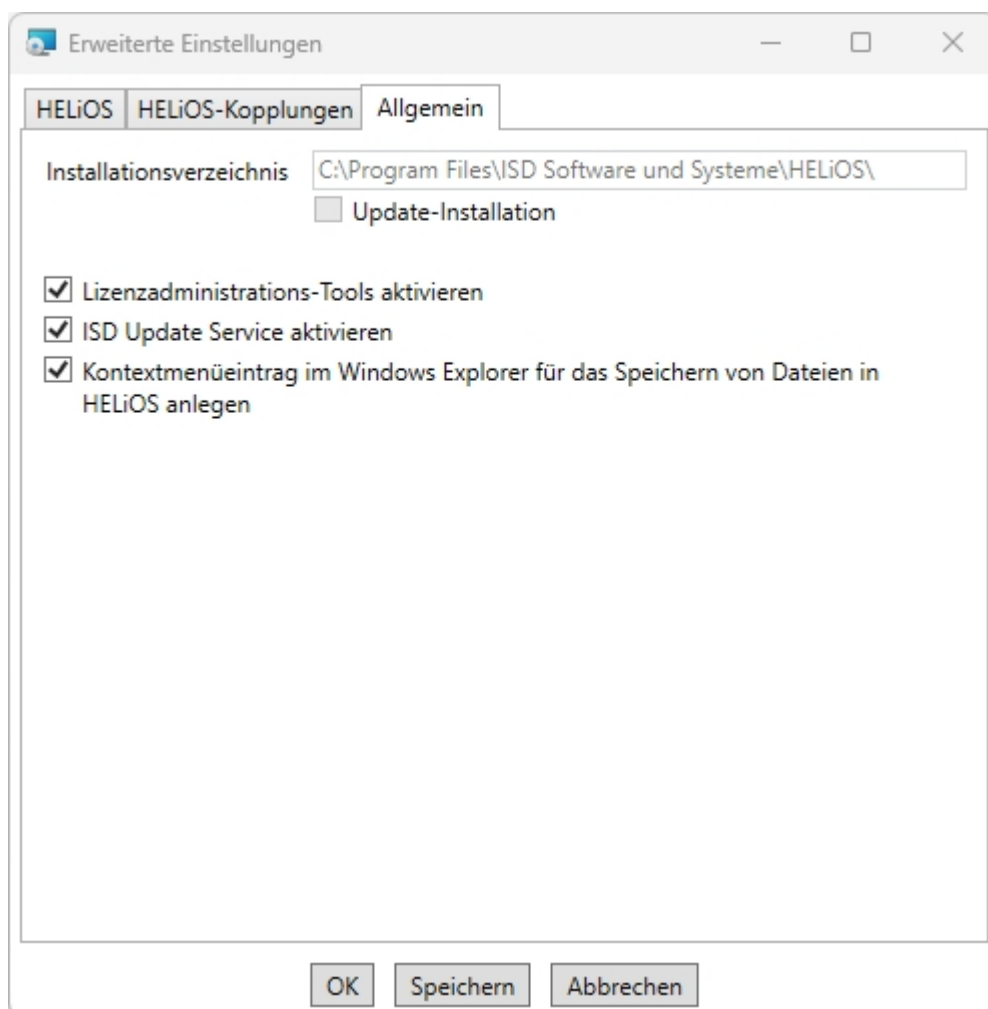 Erweiterte Einstellungen
HELiOS HELiOS-Kopplungen Allgemein
Installationsverzeichnis C:\Program Files\ISD Software und Systeme\HELiOS\
Update-Installation
Lizenzadministrations-Tools aktivieren
ISD Update Service aktivieren
Kontextmenüeintrag im Windows Explorer für das Speichern von Dateien in
HELiOS anlegen
OK Speichern Abbrechen